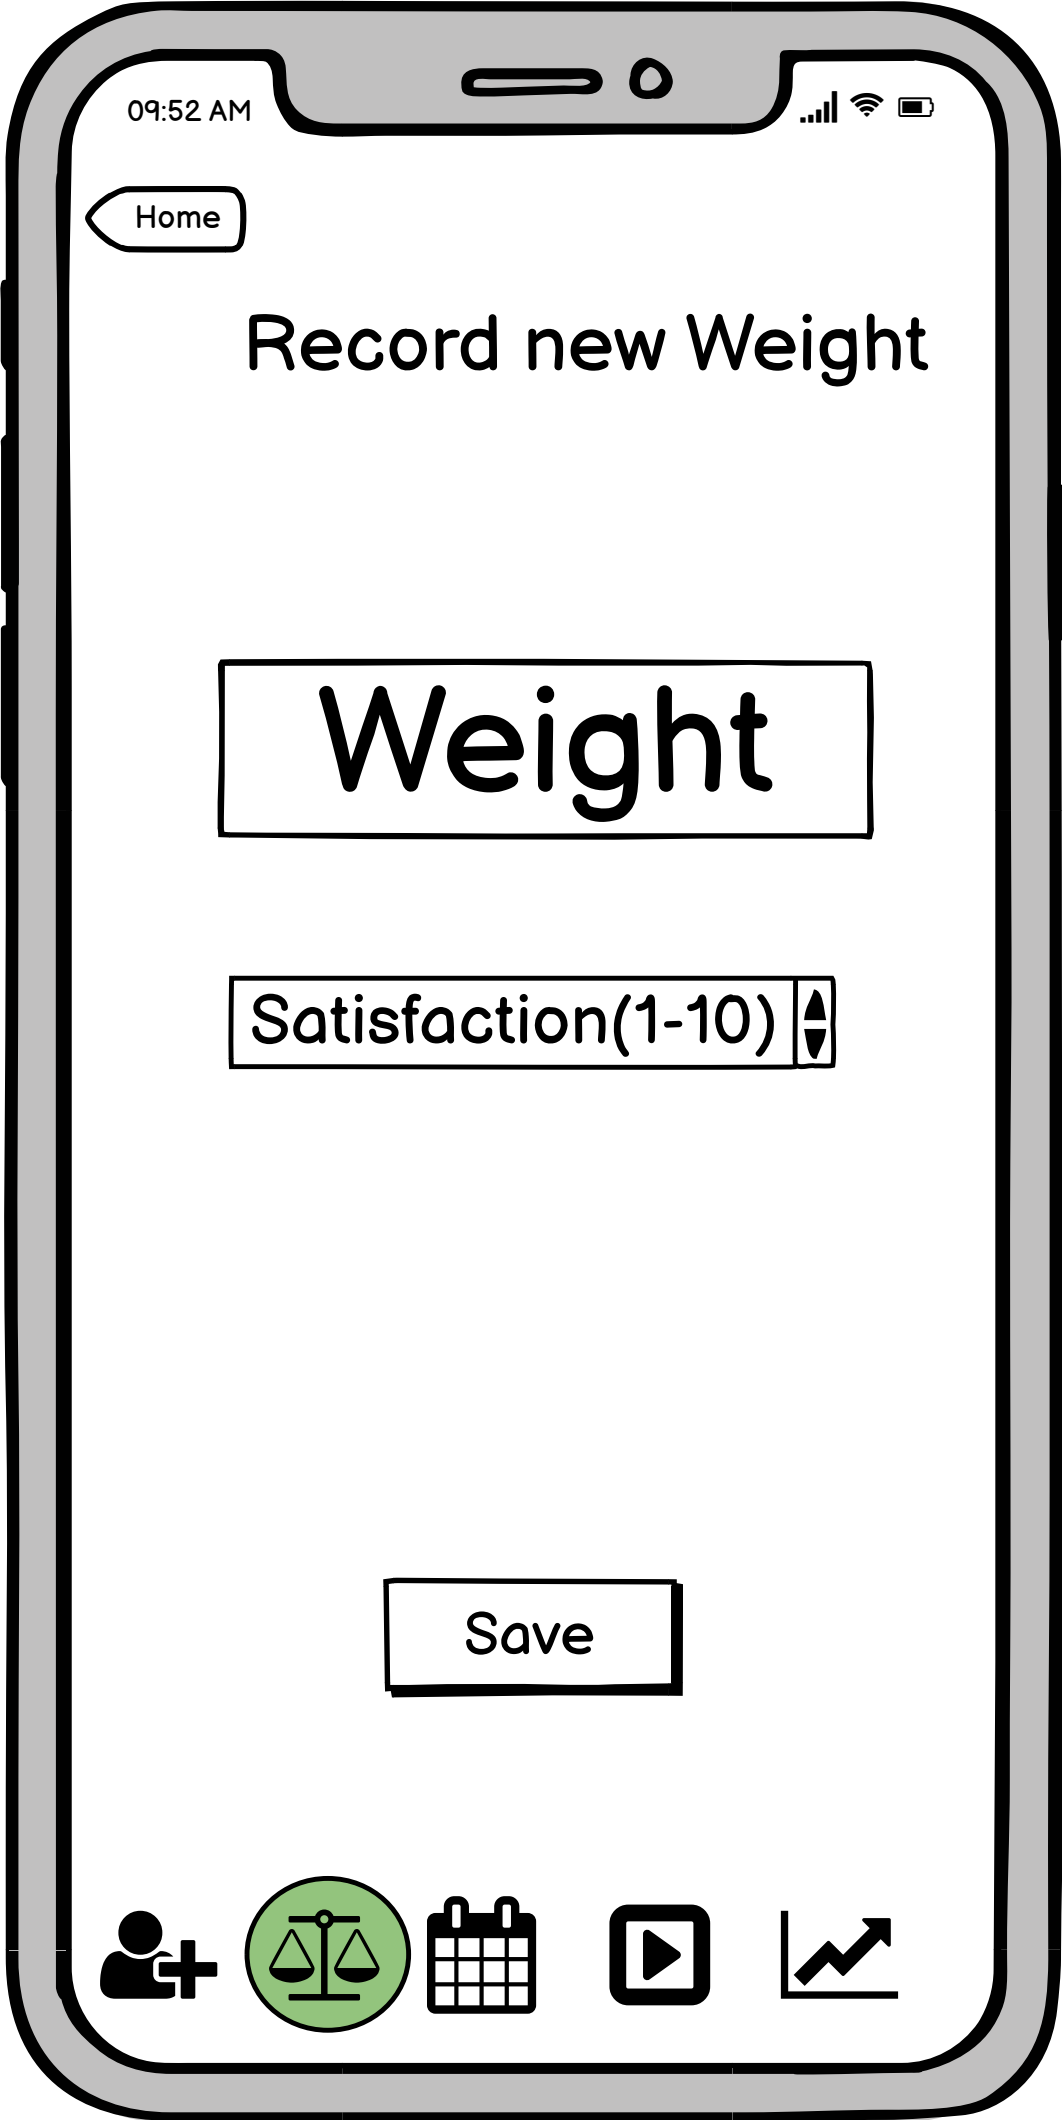 09:52 AM
Home
Record new Weight
Weight
Satisfaction(1-10)
Save